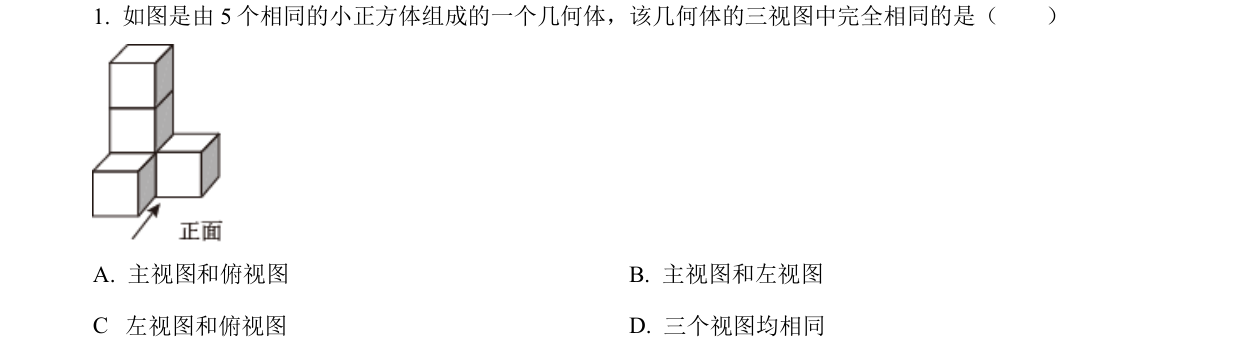 1. 如图是由 5 个相同的小正方体组成的一个几何体，该几何体的三视图中完全相同的是（　　）
正面
A. 主视图和俯视图
B. 主视图和左视图
C 左视图和俯视图
D. 三个视图均相同